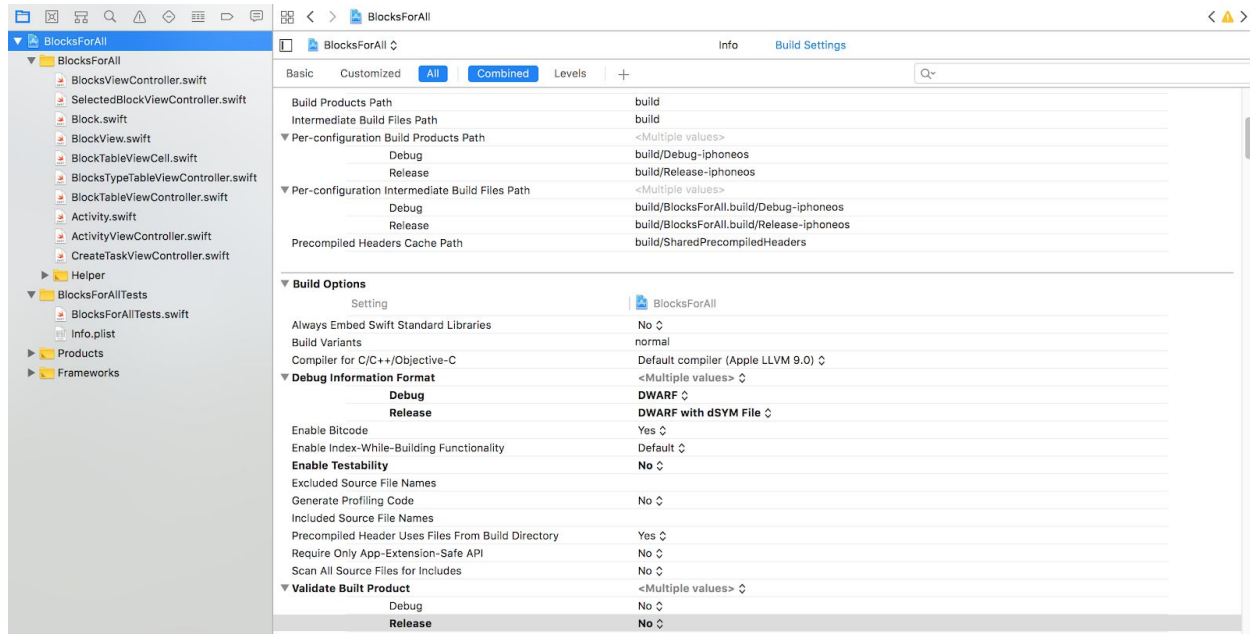 BlocksForAll
BlocksForAll
BlocksViewController.swift
SelectedBlockViewController.swift
Block.swift
BlockView.swift
BlockTableViewCell.swift
BlocksTypeTableViewController.swift
BlockTableViewController.swift
Activity.swift
ActivityViewController.swift
CreateTaskViewController.swift
Helper
BlocksForAllTests
BlocksForAllTests.swift
Info.plist
Products
Frameworks
BlocksForAll
BlocksForAll Info Build Settings
Basic Customized All Combined Levels +
Build Products Path build
Intermediate Build Files Path build
Per-configuration Build Products Path <Multiple values>
Debug build/Debug-iphoneos
Release build/Release-iphoneos
Per-configuration Intermediate Build Files Path <Multiple values>
Debug build/BlocksForAll.build/Debug-iphoneos
Release build/BlocksForAll.build/Release-iphoneos
Precompiled Headers Cache Path build/SharedPrecompiledHeaders
Build Options
Setting BlocksForAll
Always Embed Swift Standard Libraries No
Build Variants normal
Compiler for C/C++/Objective-C Default compiler (Apple LLVM 9.0)
Debug Information Format <Multiple values>
Debug DWARF
Release DWARF with dSYM File
Enable Bitcode Yes
Enable Index-While-Building Functionality Default
Enable Testability No
Excluded Source File Names
Generate Profiling Code No
Included Source File Names
Precompiled Header Uses Files From Build Directory Yes
Require Only App-Extension-Safe API No
Scan All Source Files for Includes No
Validate Built Product <Multiple values>
Debug No
Release No